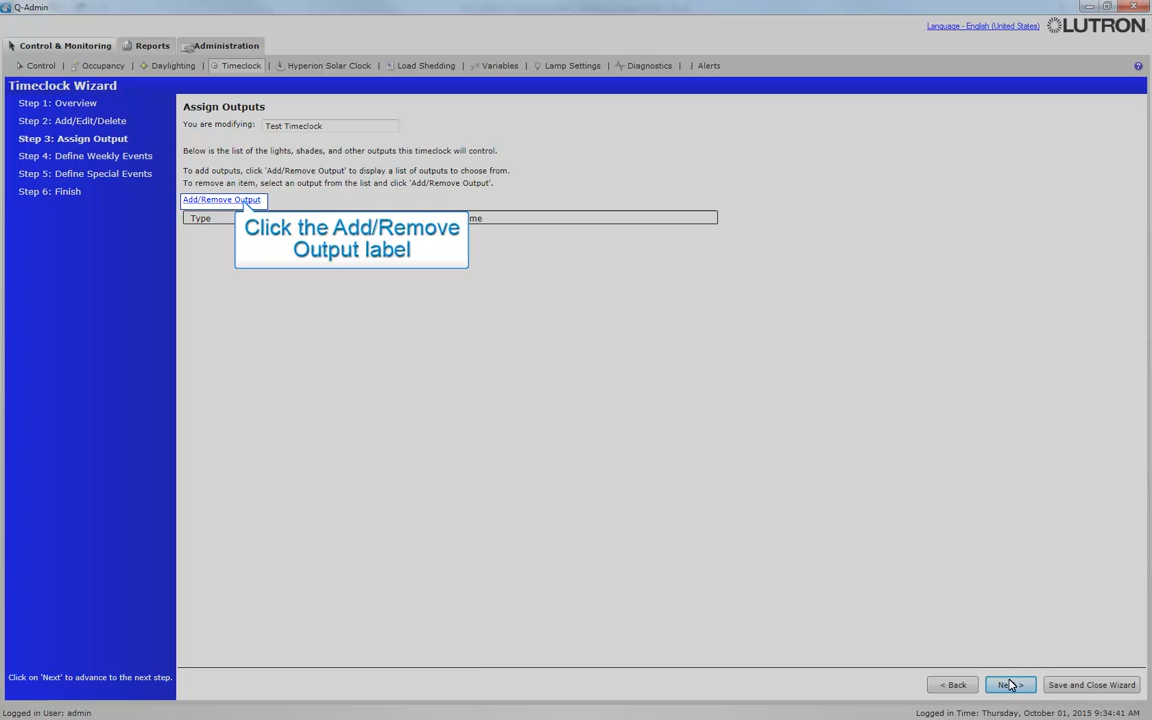 Q-Admin
Language - English (United States)
LUTRON
Control & Monitoring
Reports
Administration
Control | Occupancy | Daylighting | Timeclock | Hyperion Solar Clock | Load Shedding | Variables | Lamp Settings | Diagnostics | Alerts
Timeclock Wizard
Step 1: Overview
Step 2: Add/Edit/Delete
Step 3: Assign Output
Step 4: Define Weekly Events
Step 5: Define Special Events
Step 6: Finish
Click on 'Next' to advance to the next step.
Assign Outputs
You are modifying: Test Timeclock
Below is the list of the lights, shades, and other outputs this timeclock will control.
To add outputs, click 'Add/Remove Output' to display a list of outputs to choose from.
To remove an item, select an output from the list and click 'Add/Remove Output'.
Add/Remove Output
Type
Click the Add/Remove
Output label
< Back
Save and Close Wizard
Logged in User: admin
Logged in Time: Thursday, October 01, 2015 9:34:41 AM